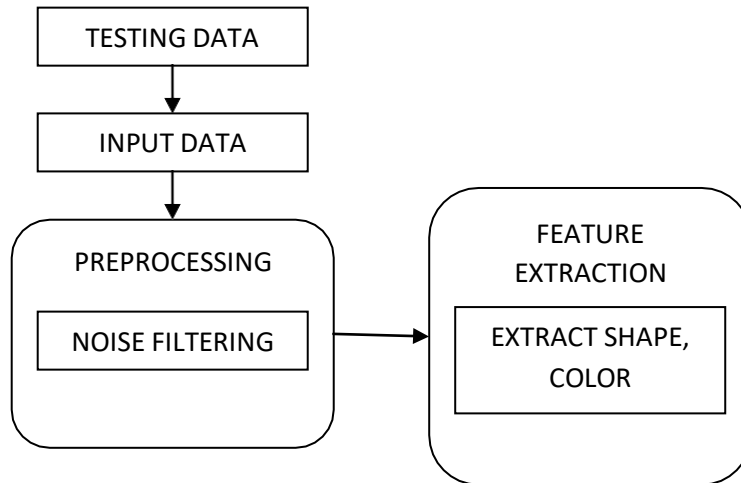 TESTING DATA
INPUT DATA
PREPROCESSING
NOISE FILTERING
FEATURE
EXTRACTION
EXTRACT SHAPE,
COLOR